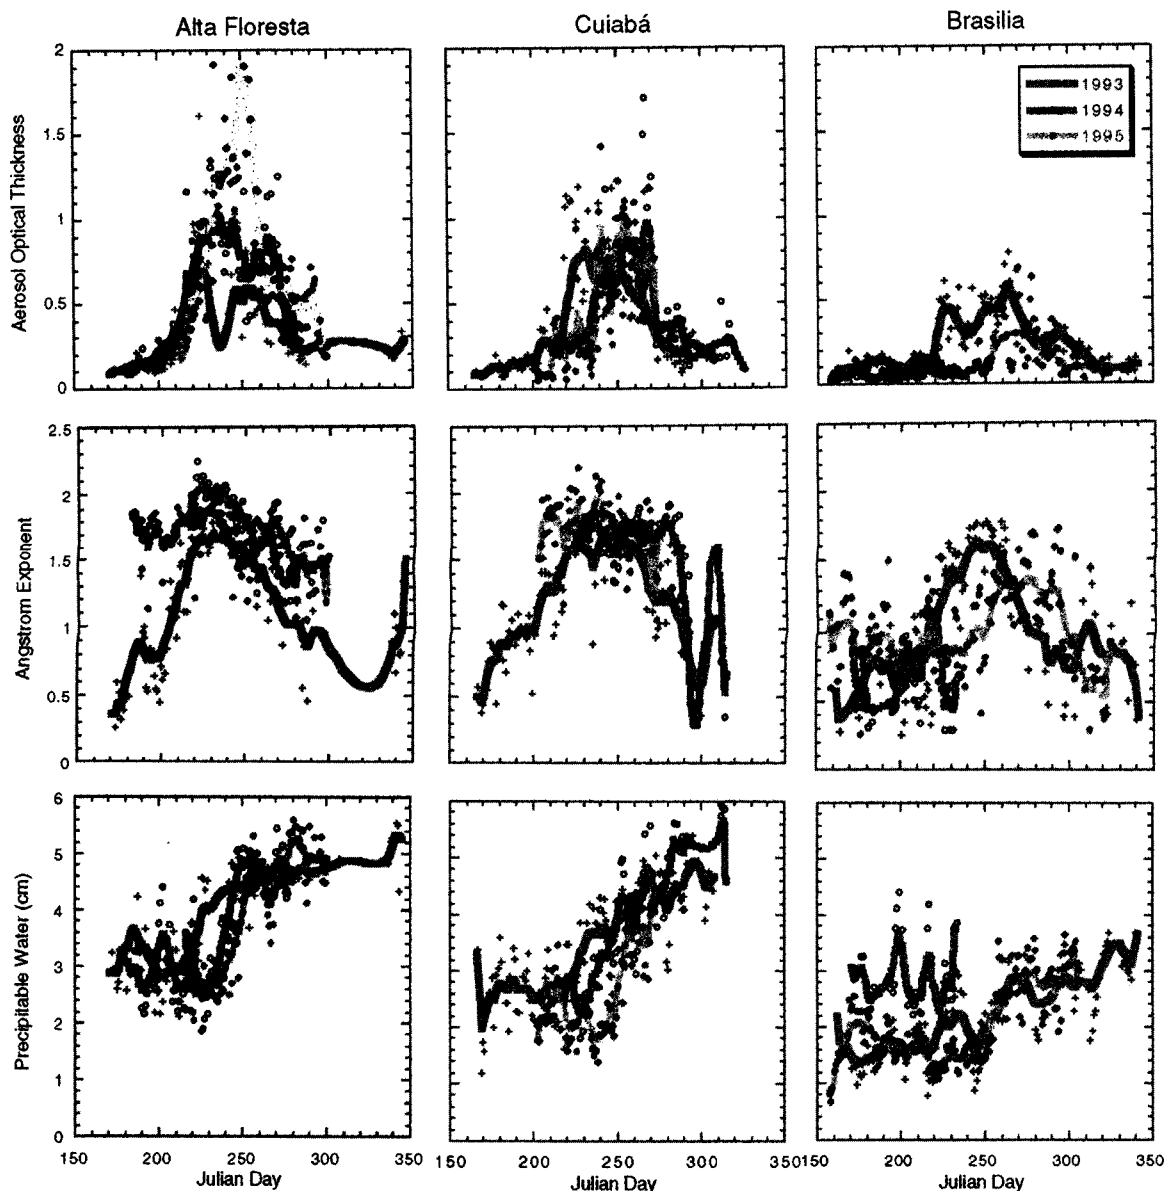 Alta Floresta
Cuiabá
Brasilia
Aerosol Optical Thickness
2
1.5
1
0.5
0
1993
1994
1995
Angstrom Exponent
2.5
2
1.5
1
0.5
0
Precipitable Water (cm)
6
5
4
3
2
1
0
150 200 250 300 350
150 200 250 300 350
150 200 250 300 350
Julian Day
Julian Day
Julian Day